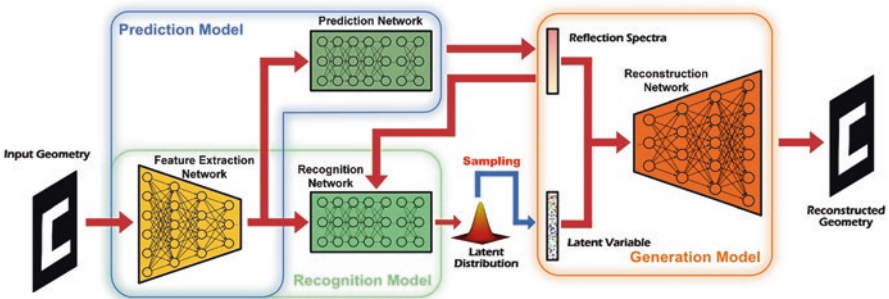 Prediction Model
Prediction Network
Reflection Spectra
Reconstruction
Network
Input Geometry
Feature Extraction
Network
Recognition
Network
Sampling
Latent
Distribution
Latent Variable
Reconstructed
Geometry
Recognition Model
Generation Model